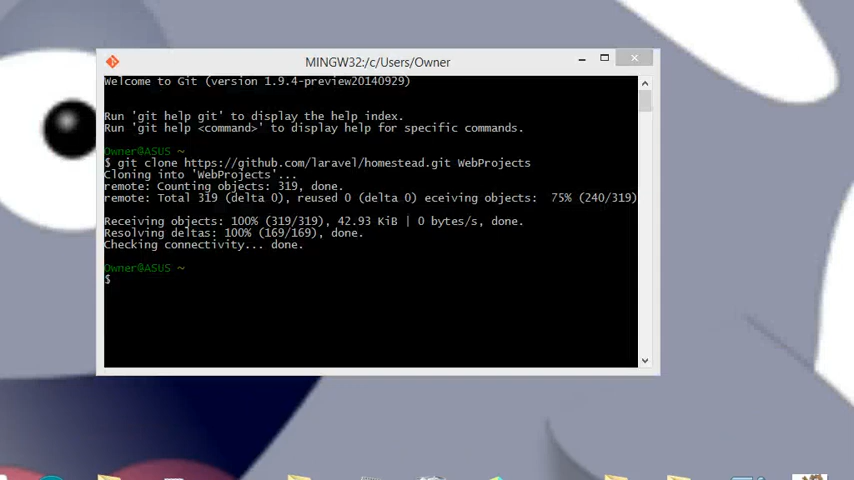 MINGW32:/c/Users/Owner
Welcome to Git (version 1.9.4-preview20140929)
Run 'git help git' to display the help index.
Run 'git help <command>' to display help for specific commands.
Owner@ASUS ~
$ git clone https://github.com/laravel/homestead.git WebProjects
Cloning into 'WebProjects'...
remote: Counting objects: 319, done.
remote: Total 319 (delta 0), reused 0 (delta 0) eceiving objects:  75% (240/319)
Receiving objects: 100% (319/319), 42.93 KiB | 0 bytes/s, done.
Resolving deltas: 100% (169/169), done.
Checking connectivity... done.
Owner@ASUS ~
$